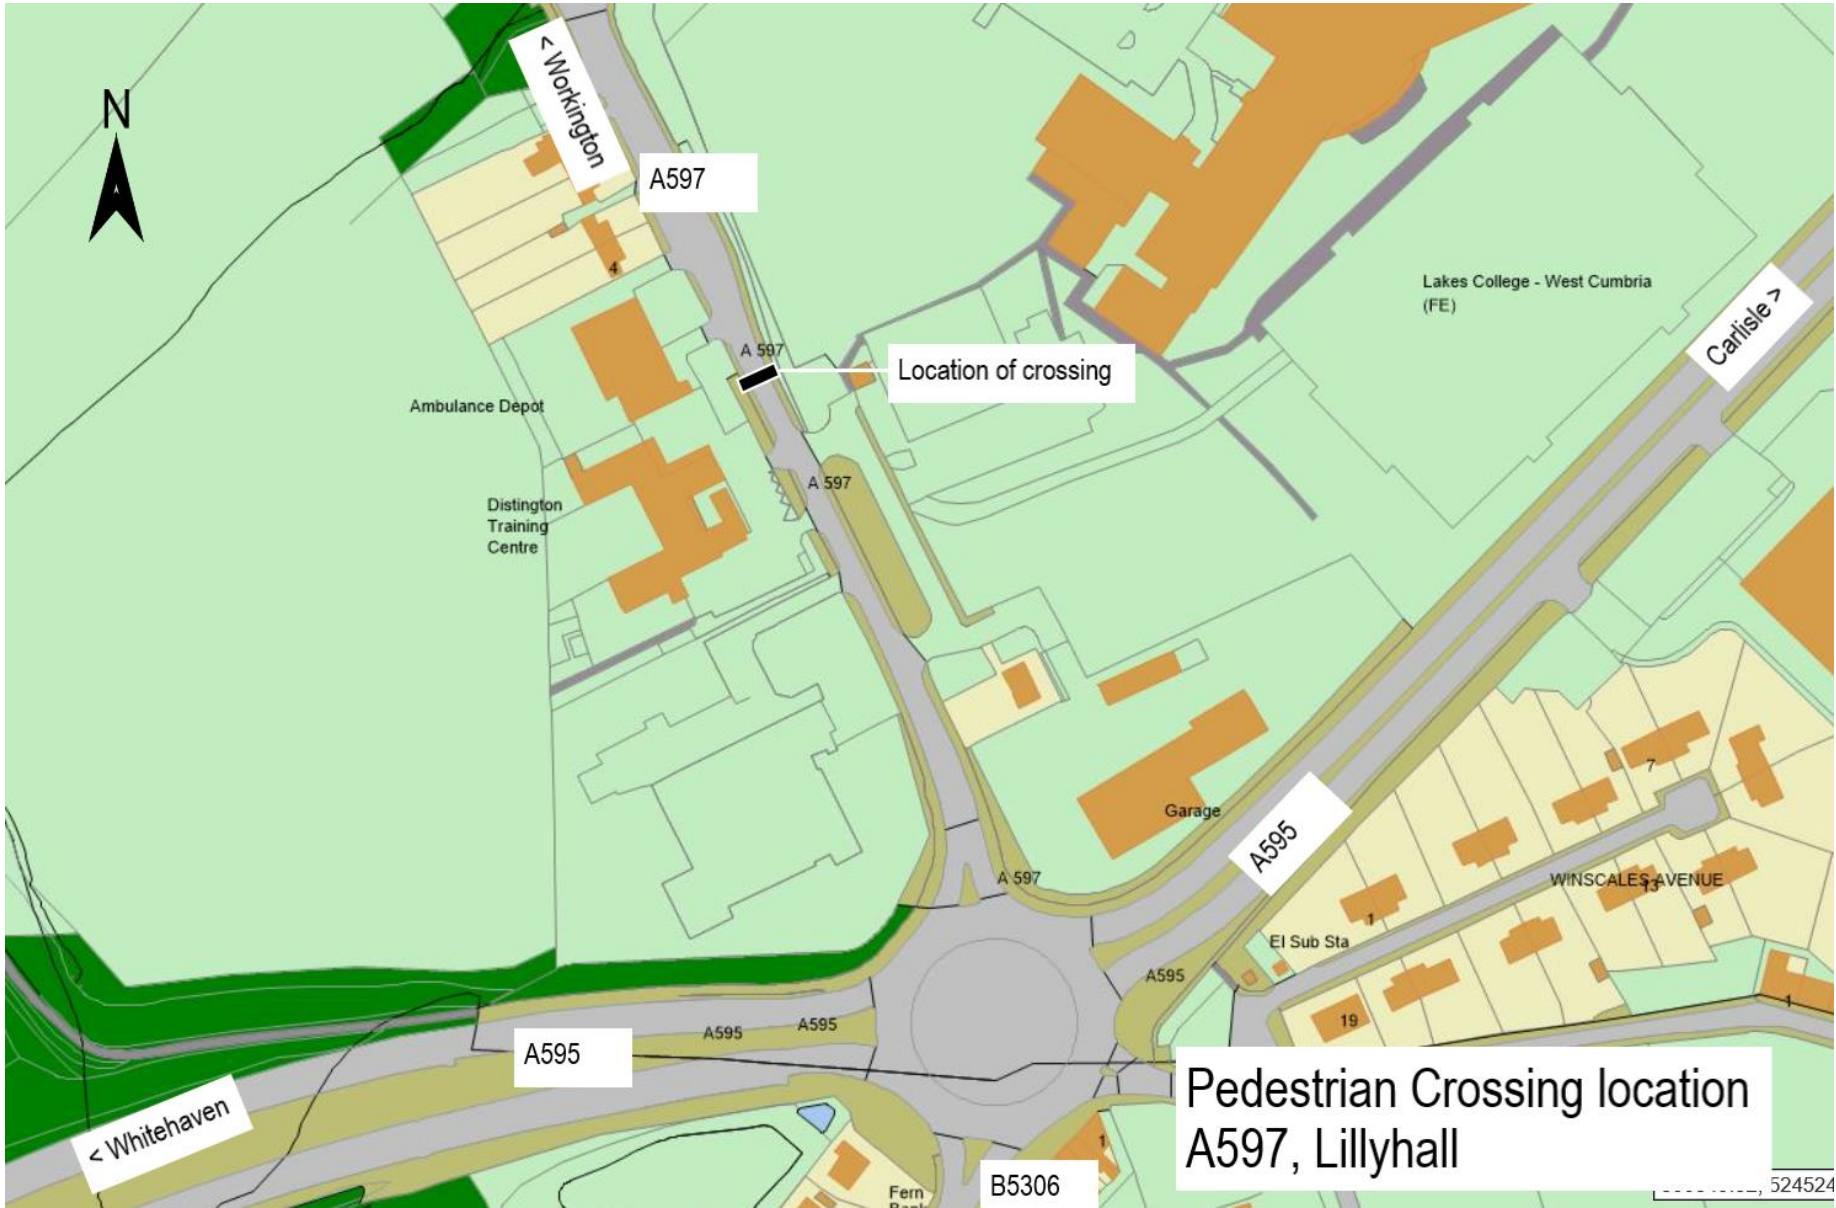 N
< Workington
A597
4
Lakes College - West Cumbria
(FE)
Carlisle >
A 597
Location of crossing
Ambulance Depot
A 597
Distington
Training
Centre
7
Garage
A595
WINSCALES AVENUE
13
1
A 597
El Sub Sta
A595
1
19
A595
A595
A595
< Whitehaven
Pedestrian Crossing location
A597, Lillyhall
1
B5306
Fern
524524